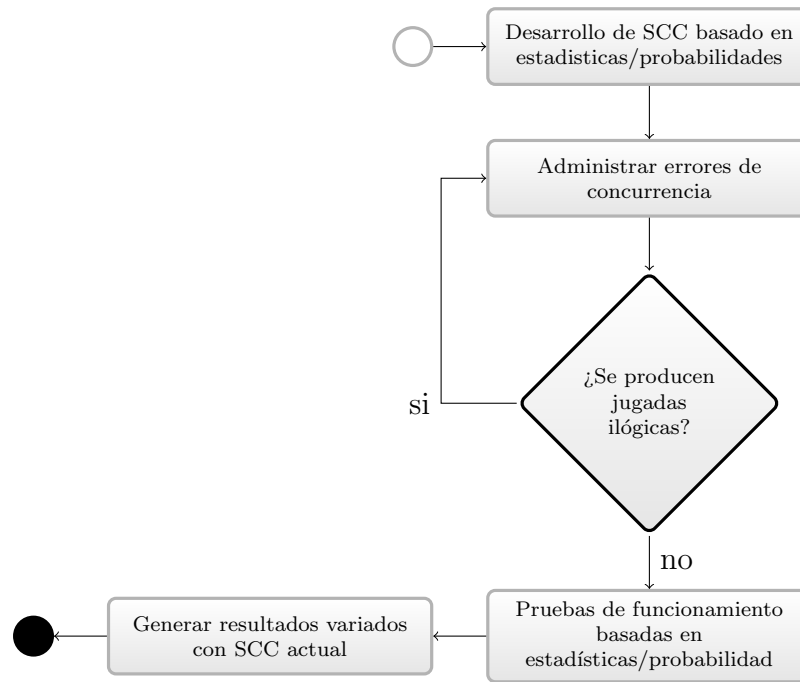 Desarrollo de SCC basado en
estadisticas/probabilidades
Administrar errores de
concurrencia
¿Se producen
jugadas
ilógicas?
si
no
Pruebas de funcionamiento
basadas en
estadísticas/probabilidad
Generar resultados variados
con SCC actual